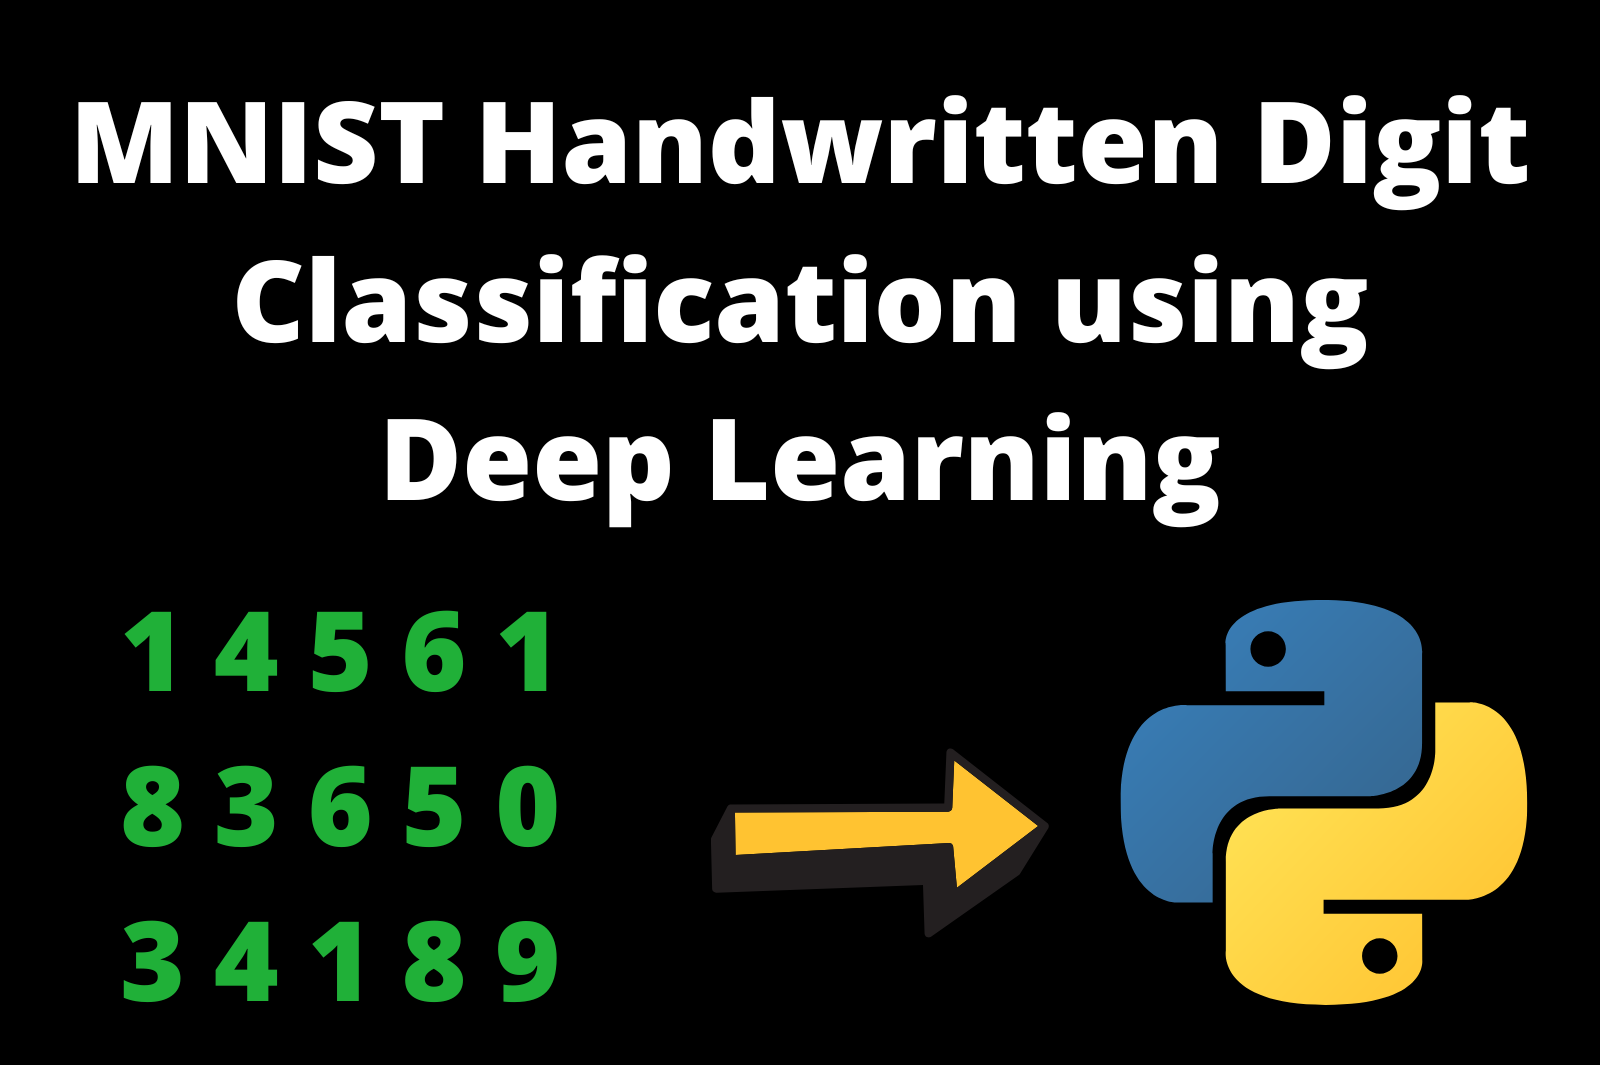 MNIST Handwritten Digit
Classification using
Deep Learning
1 4 5 6 1
8 3 6 5 0
3 4 1 8 9